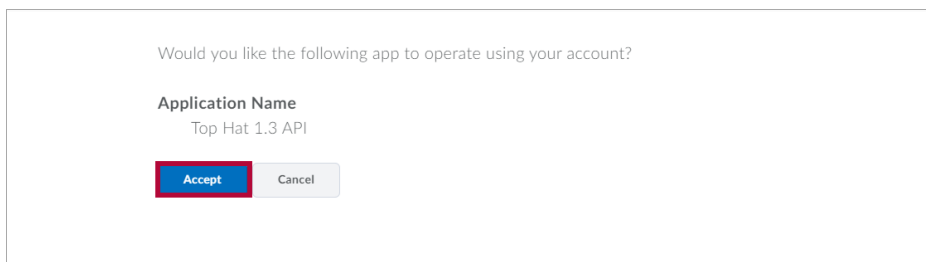 Would you like the following app to operate using your account?
Application Name
Top Hat 1.3 API
Accept Cancel